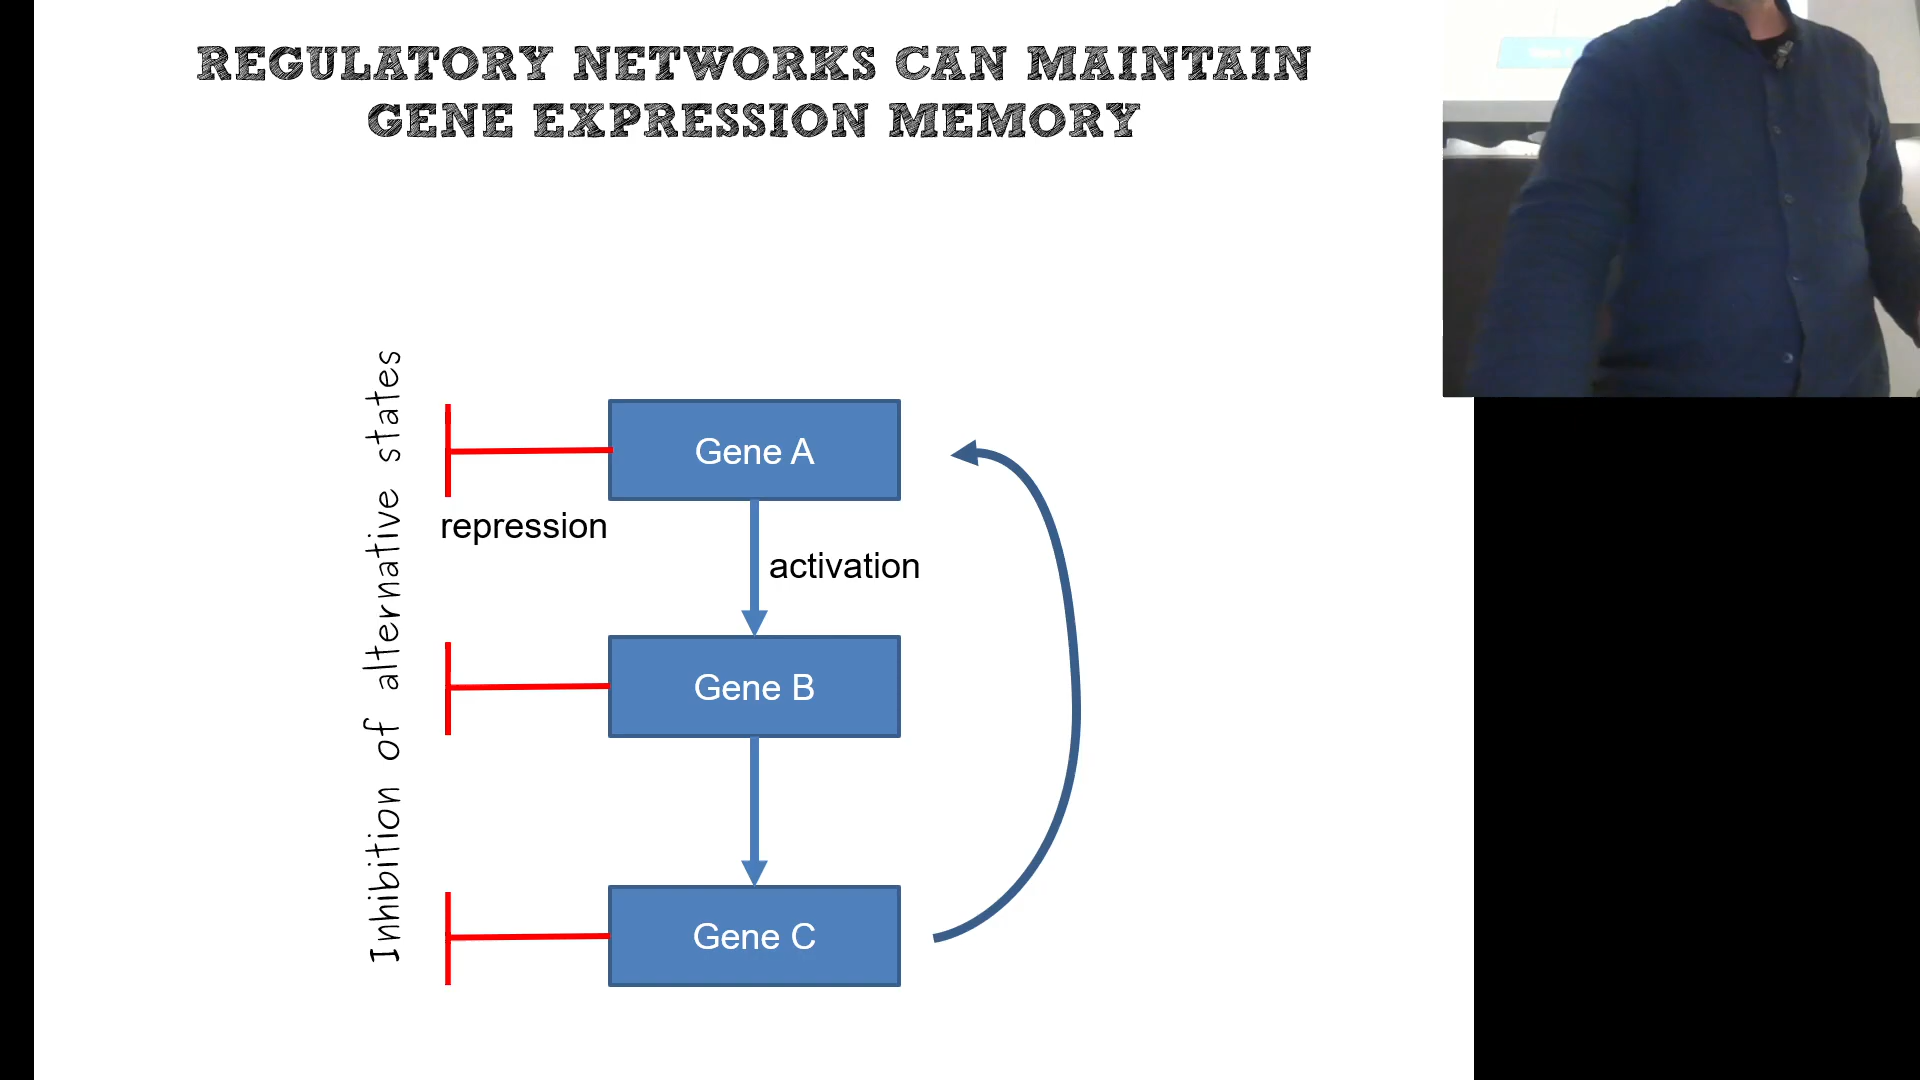 REGULATORY NETWORKS CAN MAINTAIN
GENE EXPRESSION MEMORY
Inhibition of alternative states
Gene A
repression
activation
Gene B
Gene C